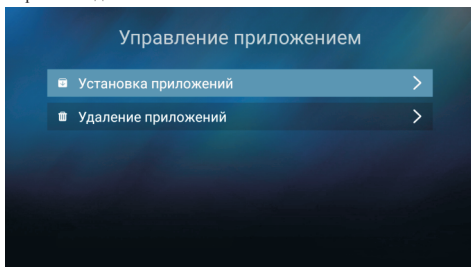 Управление приложением
Установка приложений
Удаление приложений